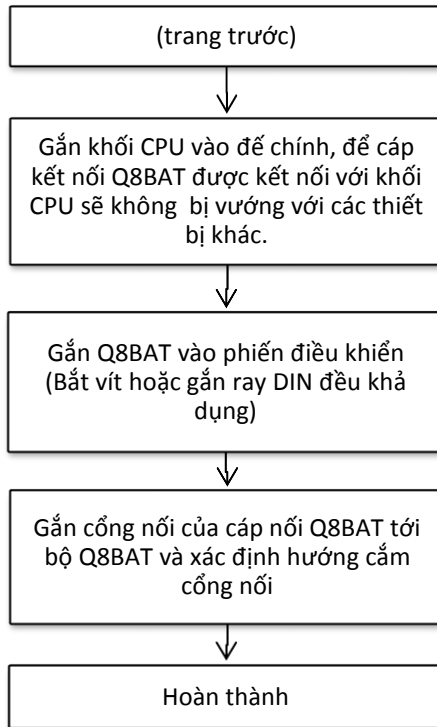 (trang trước)
Gắn khối CPU vào đế chính, để cáp
kết nối Q8BAT được kết nối với khối
CPU sẽ không bị vướng với các thiết
bị khác.
Gắn Q8BAT vào phiến điều khiển
(Bắt vít hoặc gắn ray DIN đều khả
dụng)
Gắn cổng nối của cáp nối Q8BAT tới
bộ Q8BAT và xác định hướng cắm
cổng nối
Hoàn thành